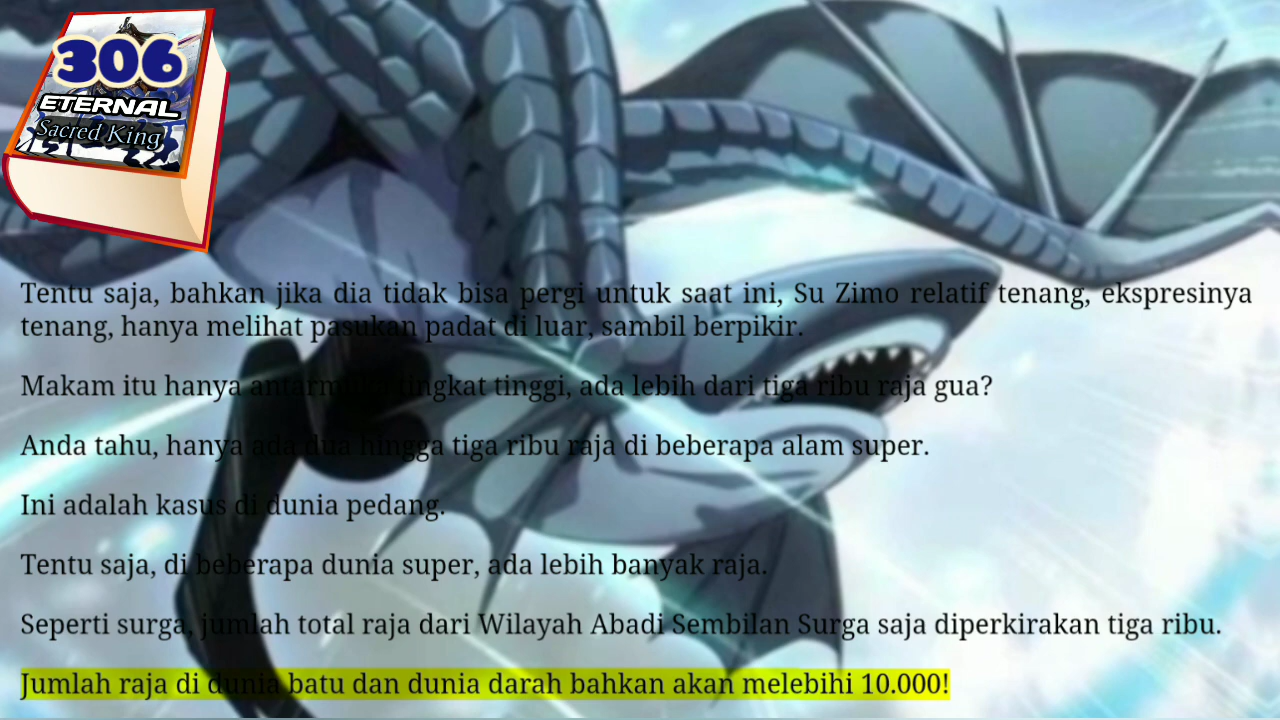 306
ETERNAL
Sacred King
Tentu saja, bahkan jika dia tidak bisa pergi untuk saat ini, Su Zimo relatif tenang, ekspresinya
tenang, hanya melihat pasukan padat di luar, sambil berpikir.
Makam itu hanya antarmuka tingkat tinggi, ada lebih dari tiga ribu raja gua?
Anda tahu, hanya ada dua hingga tiga ribu raja di beberapa alam super.
Ini adalah kasus di dunia pedang.
Tentu saja, di beberapa dunia super, ada lebih banyak raja.
Seperti surga, jumlah total raja dari Wilayah Abadi Sembilan Surga saja diperkirakan tiga ribu.
Jumlah raja di dunia batu dan dunia darah bahkan akan melebihi 10.000!